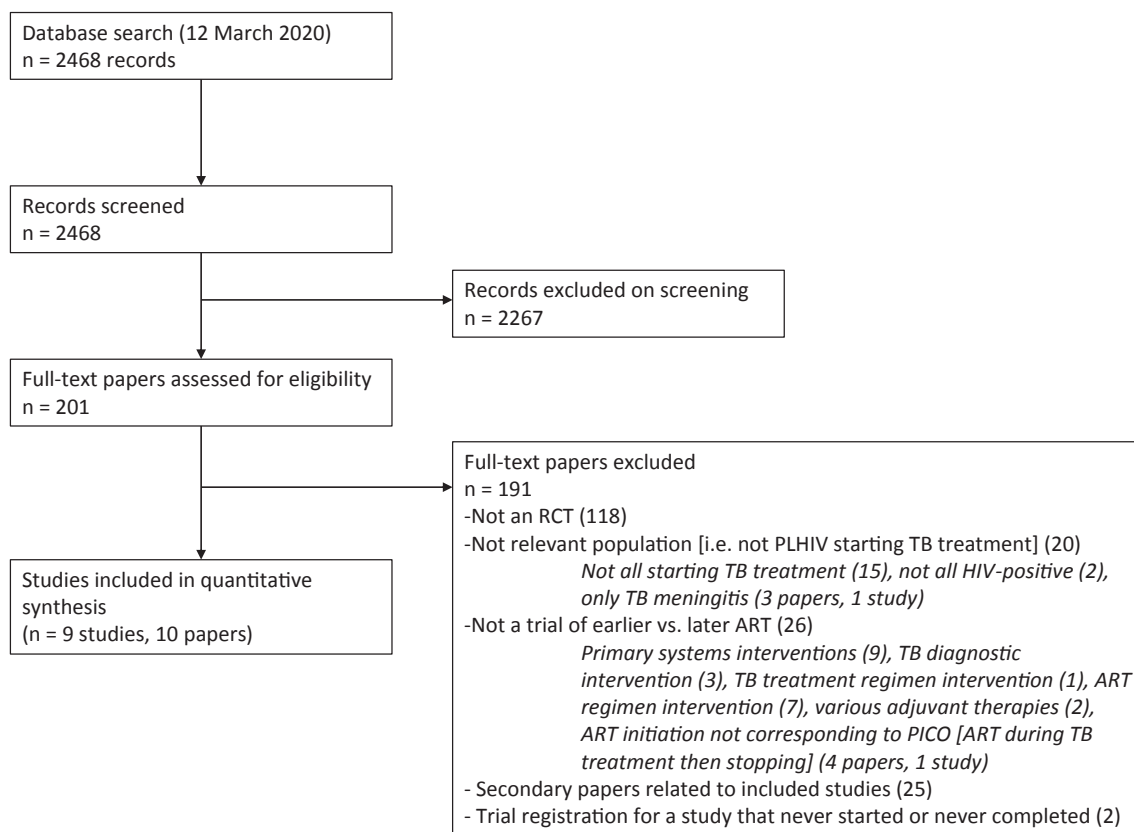 Database search (12 March 2020)
n = 2468 records
Records screened
n = 2468
Records excluded on screening
n = 2267
Full-text papers assessed for eligibility
n = 201
Full-text papers excluded
n = 191
-Not an RCT (118)
-Not relevant population [i.e. not PLHIV starting TB treatment] (20)
Not all starting TB treatment (15), not all HIV-positive (2),
only TB meningitis (3 papers, 1 study)
-Not a trial of earlier vs. later ART (26)
Primary systems interventions (9), TB diagnostic
intervention (3), TB treatment regimen intervention (1), ART
regimen intervention (7), various adjuvant therapies (2),
ART initiation not corresponding to PICO [ART during TB
treatment then stopping] (4 papers, 1 study)
- Secondary papers related to included studies (25)
- Trial registration for a study that never started or never completed (2)
Studies included in quantitative
synthesis
(n = 9 studies, 10 papers)